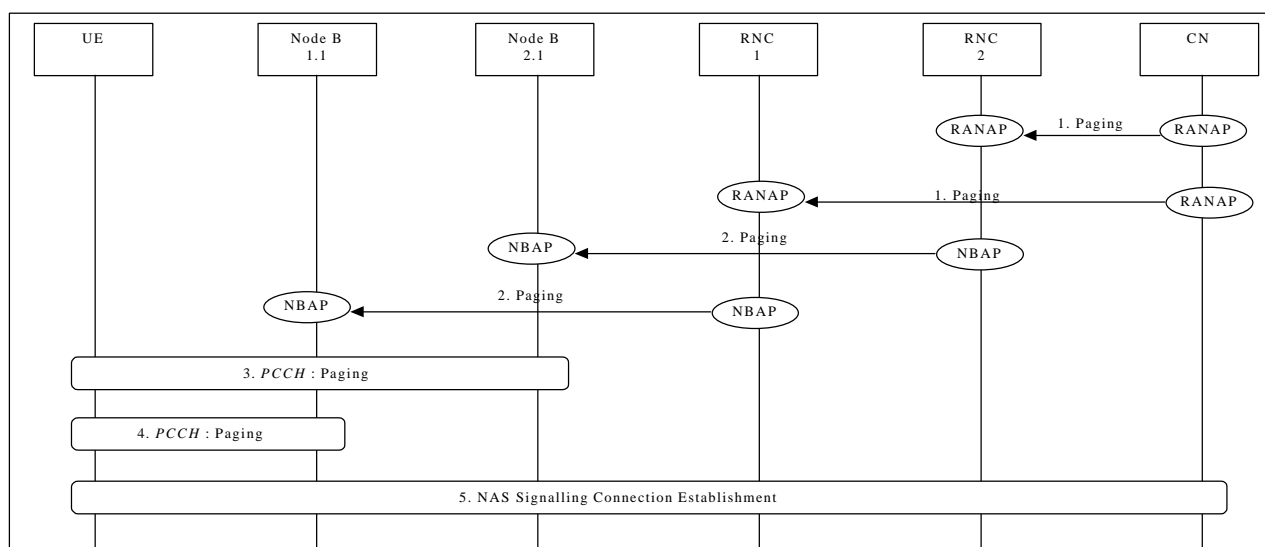 UE
Node B
1.1
Node B
2.1
RNC
1
RNC
2
CN
RANAP
1. Paging
RANAP
RANAP
1. Paging
RANAP
NBAP
2. Paging
NBAP
NBAP
2. Paging
NBAP
3. PCCH : Paging
4. PCCH : Paging
5. NAS Signalling Connection Establishment